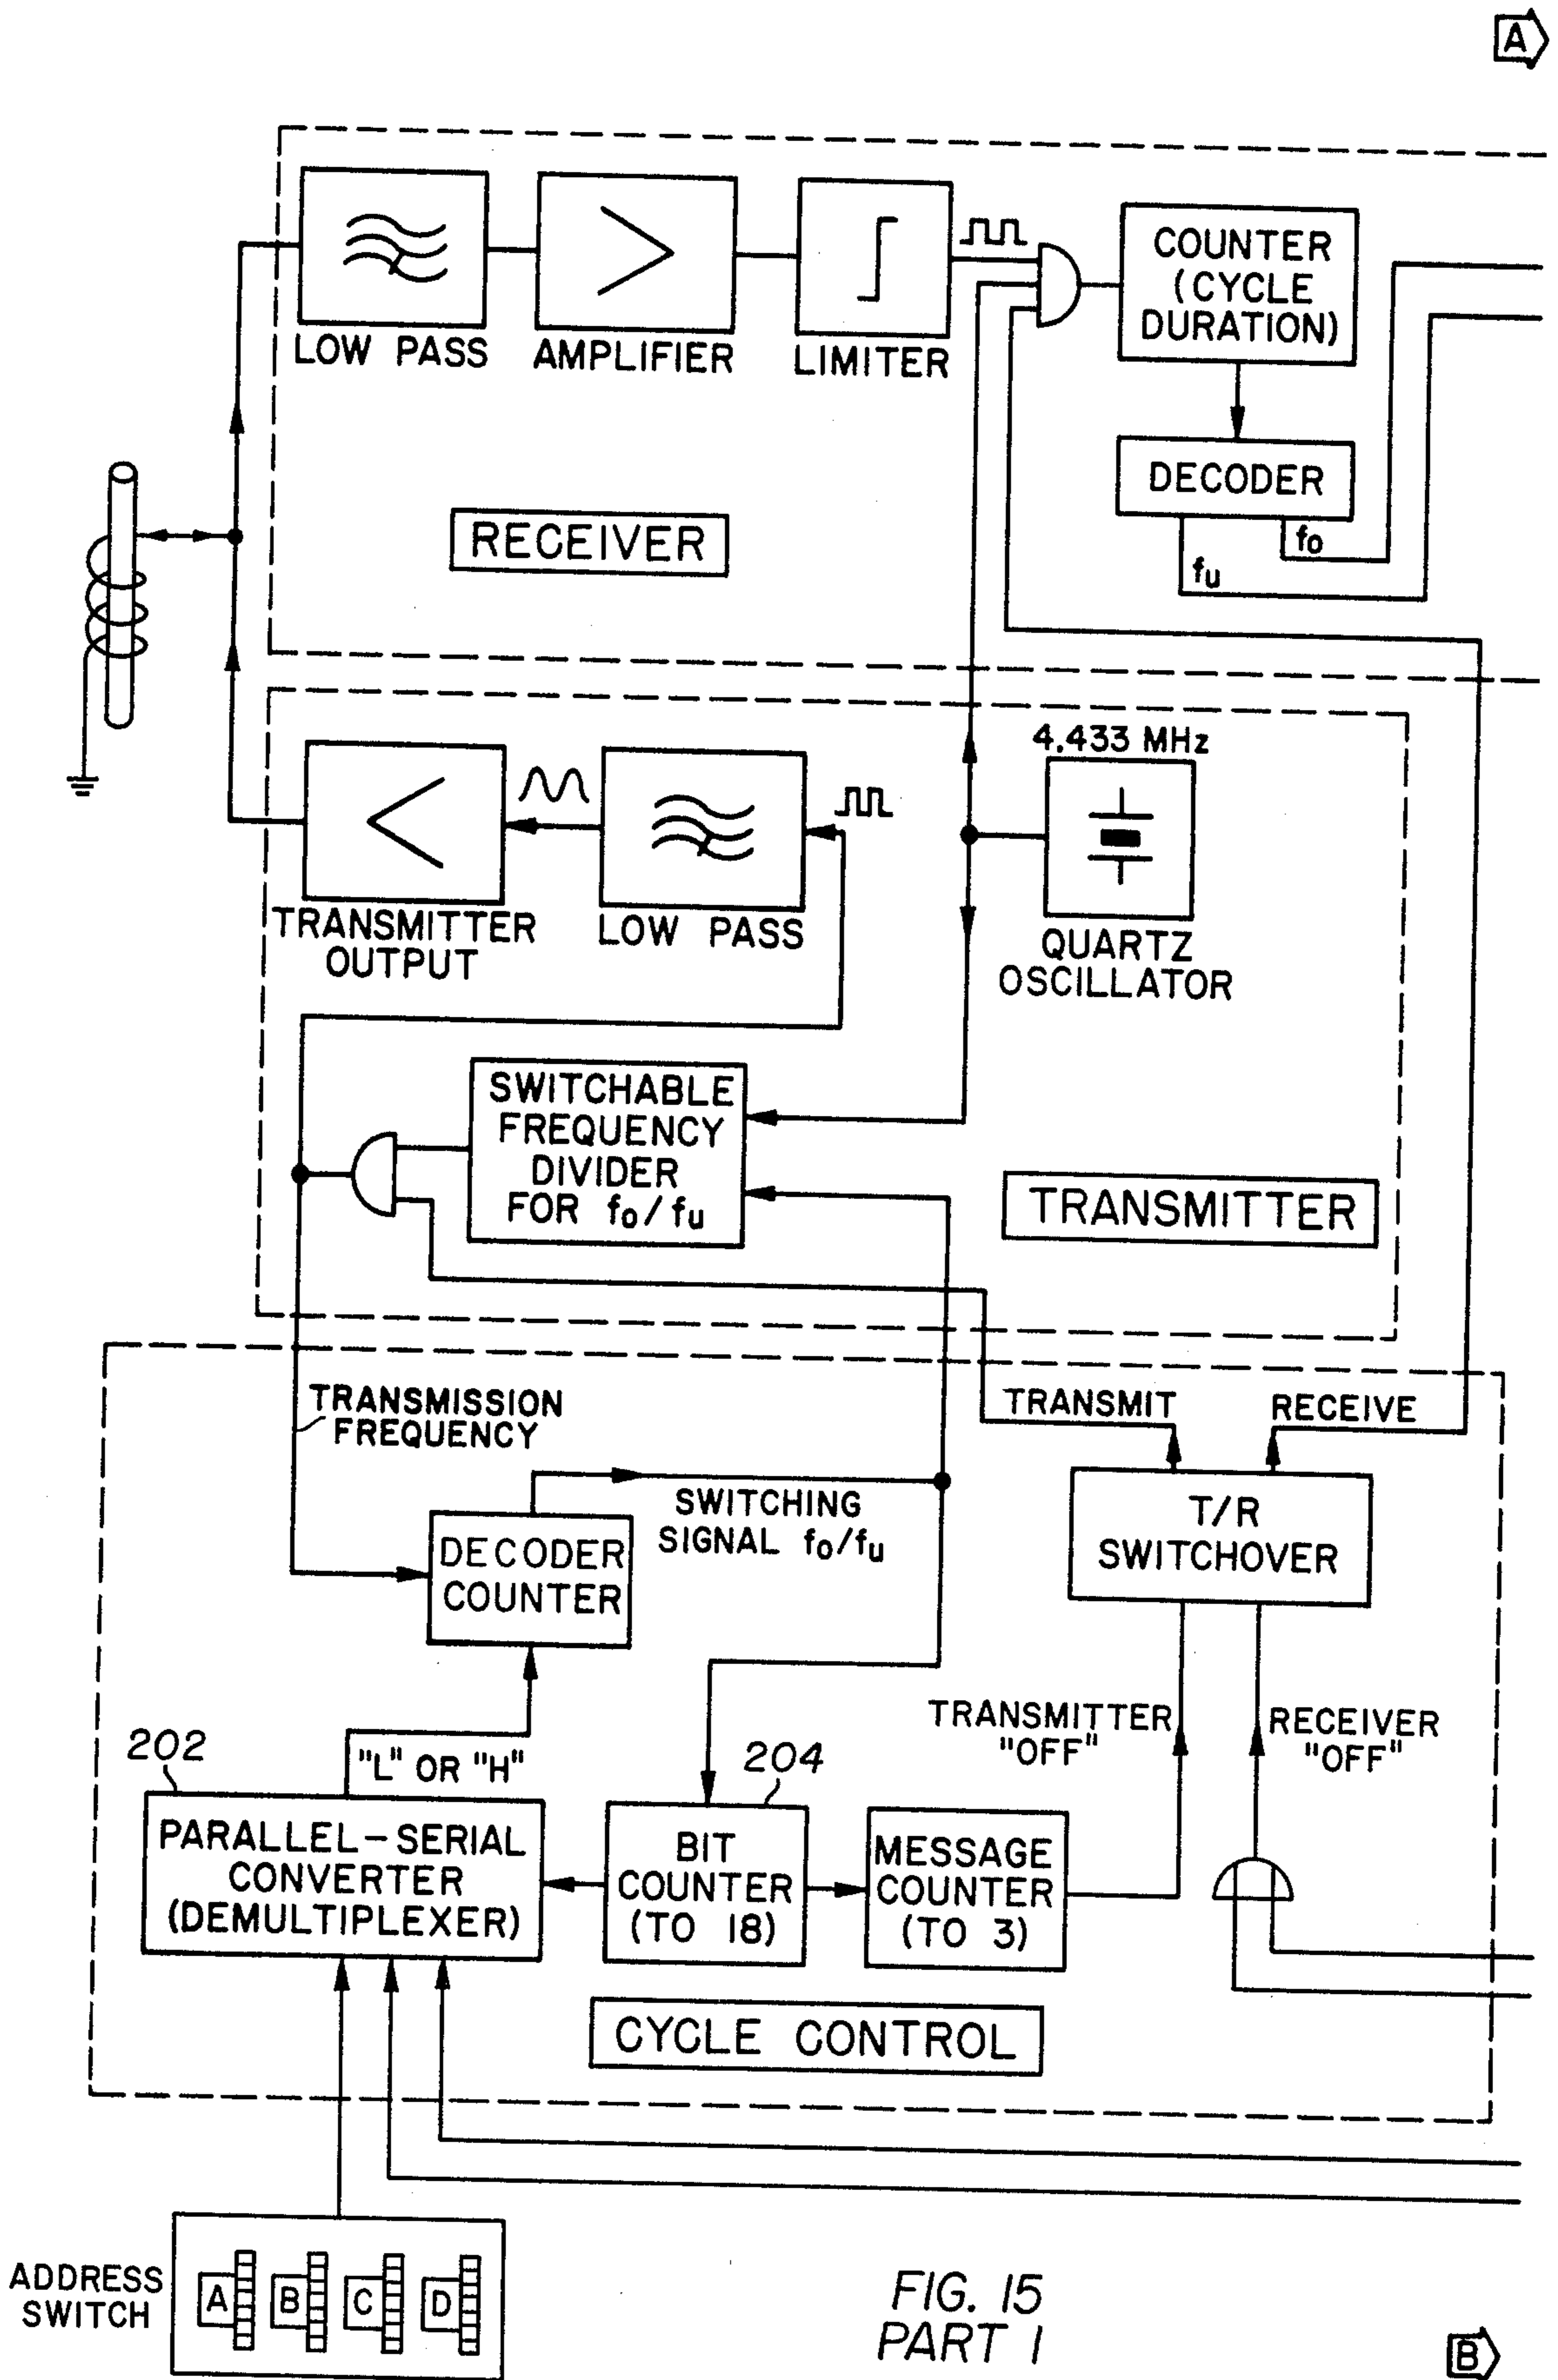 A
LOW PASS
AMPLIFIER
LIMITER
COUNTER
(CYCLE
DURATION)
DECODER
fo
fu
RECEIVER
4.433 MHz
TRANSMITTER
OUTPUT
LOW PASS
QUARTZ
OSCILLATOR
SWITCHABLE
FREQUENCY
DIVIDER
FOR fo/fu
TRANSMITTER
TRANSMISSION
FREQUENCY
TRANSMIT
RECEIVE
SWITCHING
SIGNAL fo/fu
T/R
SWITCHOVER
DECODER
COUNTER
TRANSMITTER
"OFF"
RECEIVER
"OFF"
202
"L" OR "H"
204
PARALLEL-SERIAL
CONVERTER
(DEMULTIPLEXER)
BIT
COUNTER
(TO 18)
MESSAGE
COUNTER
(TO 3)
CYCLE CONTROL
ADDRESS
SWITCH
A B C D
FIG. 15
PART 1
B